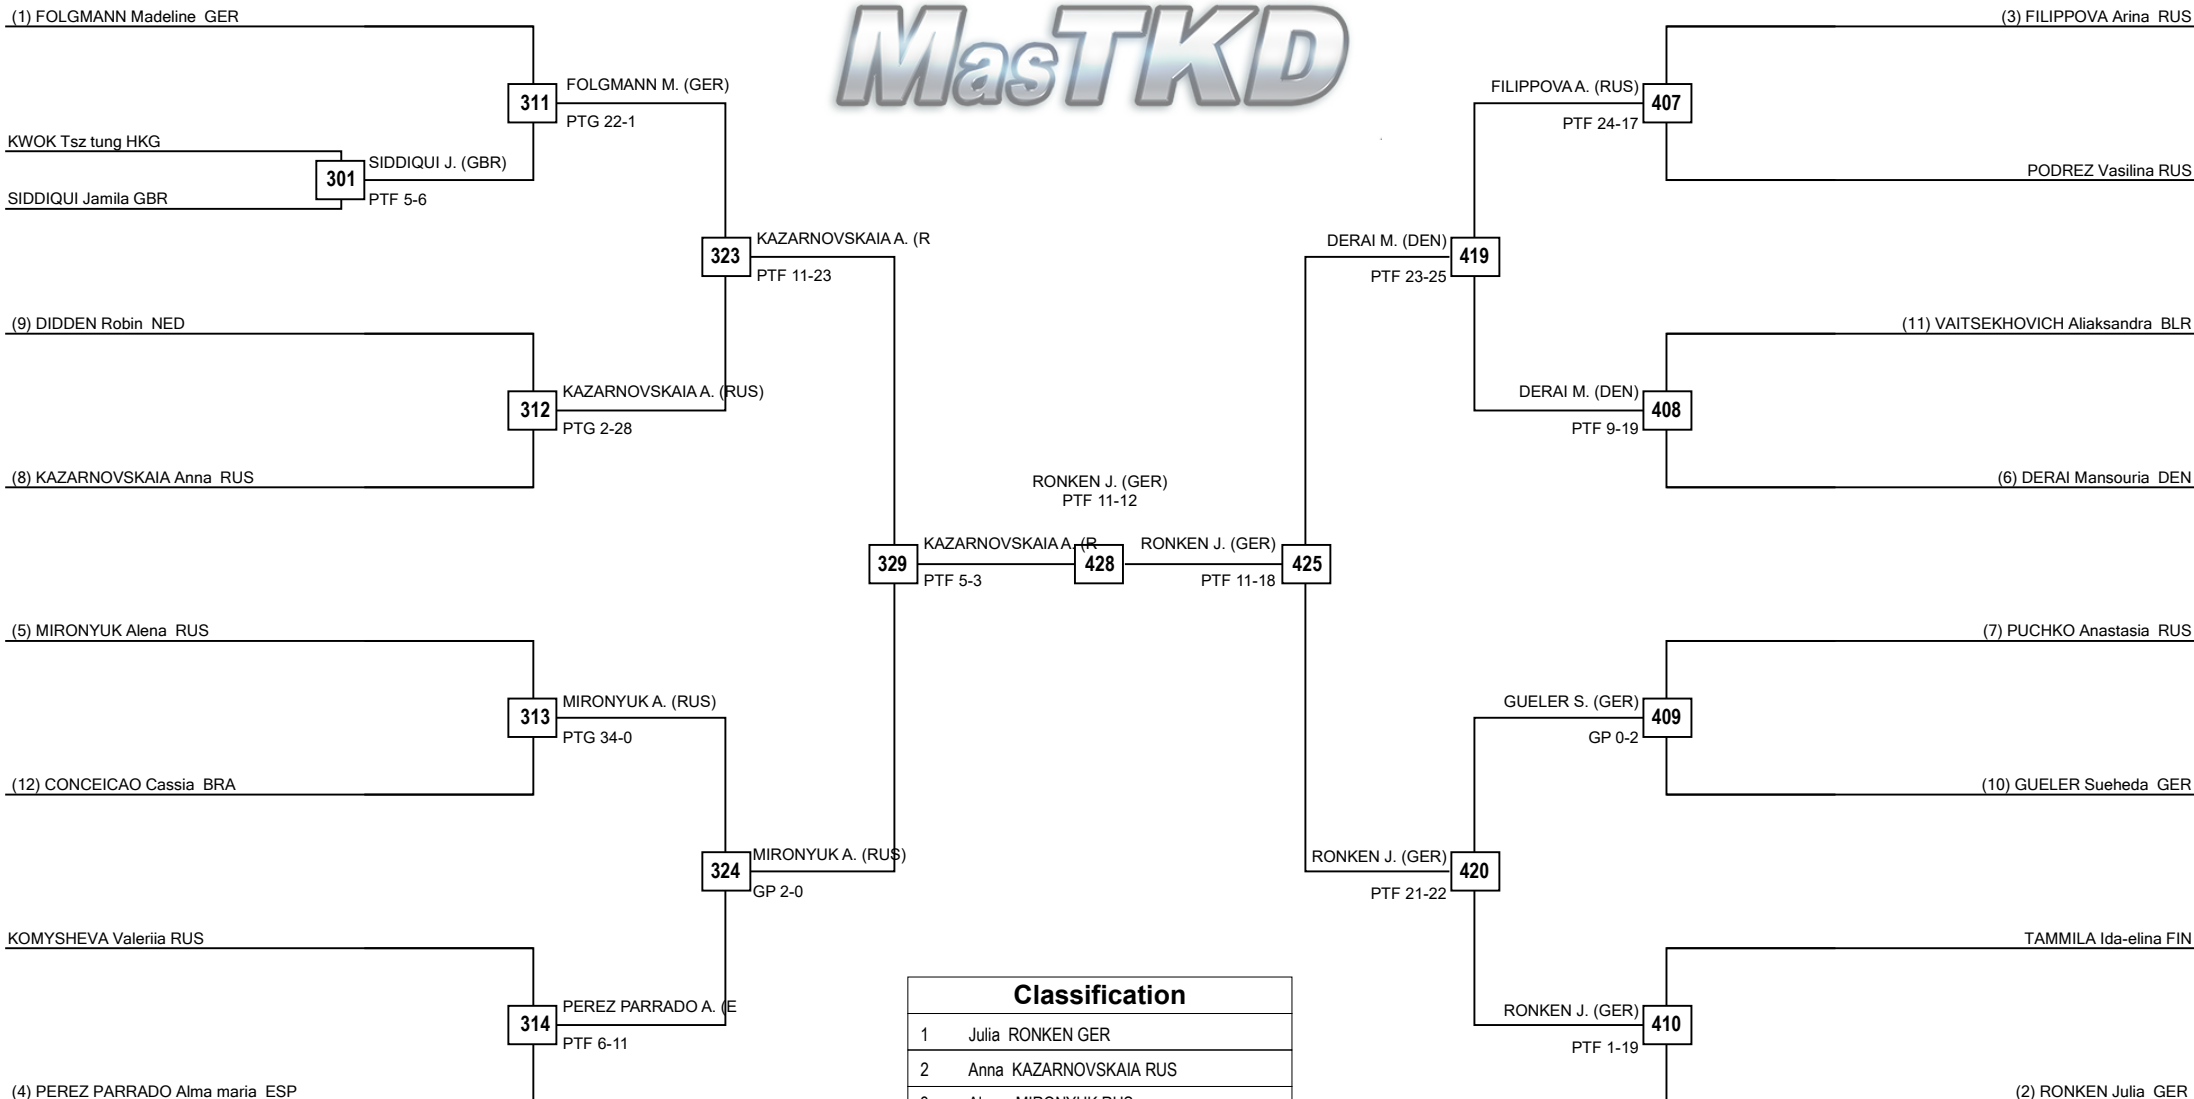 (1) FOLGMANN Madeline GER
MasTKD
(3) FILIPPOVA Arina RUS
FOLGMANN M. (GER)
311
PTG 22-1
FILIPPOVA A. (RUS)
407
PTF 24-17
KWOK Tsz tung HKG
SIDDIQUI J. (GBR)
301
PTF 5-6
SIDDIQUI Jamila GBR
PODREZ Vasilina RUS
KAZARNOVSKAIA A. (R
323
PTF 11-23
DERAI M. (DEN)
419
PTF 23-25
(9) DIDDEN Robin NED
(11) VAITSEKHOVICH Aliaksandra BLR
KAZARNOVSKAIA A. (RUS)
312
PTG 2-28
DERAI M. (DEN)
408
PTF 9-19
(8) KAZARNOVSKAIA Anna RUS
(6) DERAI Mansouria DEN
RONKEN J. (GER)
PTF 11-12
KAZARNOVSKAIA A. (R
329
PTF 5-3
428
RONKEN J. (GER)
425
PTF 11-18
(5) MIRONYUK Alena RUS
(7) PUCHKO Anastasia RUS
MIRONYUK A. (RUS)
313
PTG 34-0
GUELER S. (GER)
409
GP 0-2
(12) CONCEICAO Cassia BRA
(10) GUELER Sueheda GER
MIRONYUK A. (RUS)
324
GP 2-0
RONKEN J. (GER)
420
PTF 21-22
KOMYSHEVA Valeriia RUS
TAMMILA Ida-elina FIN
PEREZ PARRADO A. (E
314
PTF 6-11
RONKEN J. (GER)
410
PTF 1-19
(4) PEREZ PARRADO Alma maria ESP
(2) RONKEN Julia GER
Classification
1 Julia RONKEN GER
2 Anna KAZARNOVSKAIA RUS
MIRONYUK RUS